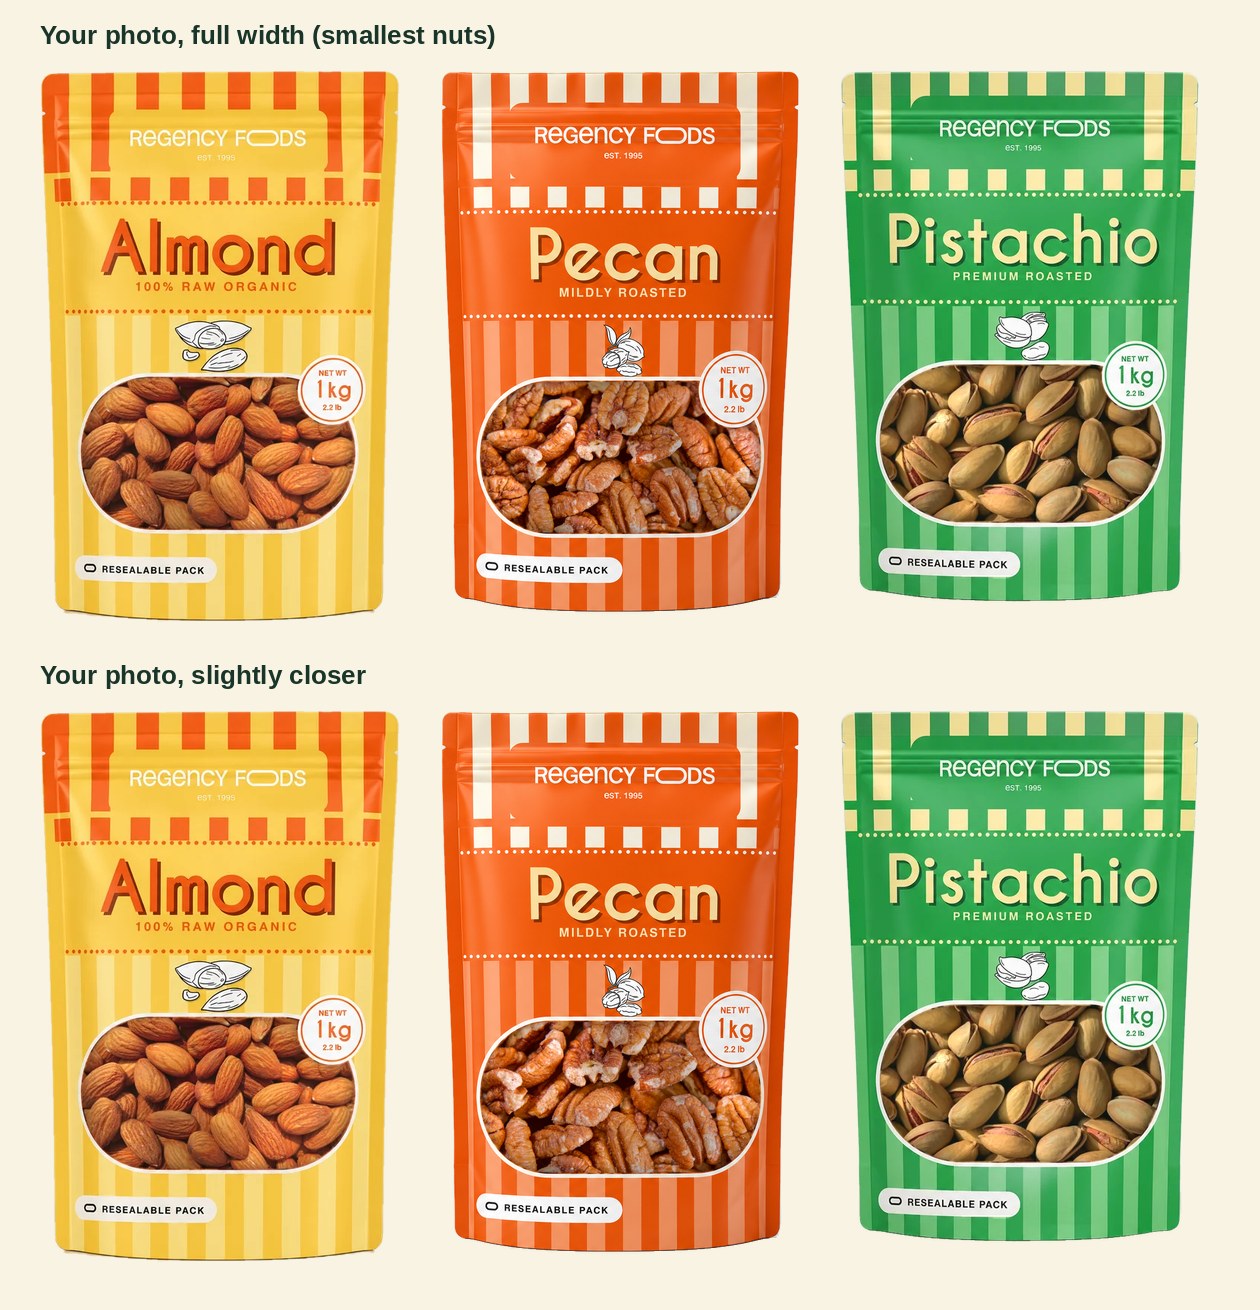 Your photo, full width (smallest nuts)
REGENCY FOODS
EST. 1995
Almond
100% RAW ORGANIC
NET WT
1kg
2.2 lb
RESEALABLE PACK
REGENCY FOODS
EST. 1995
Pecan
MILDLY ROASTED
NET WT
1kg
2.2 lb
RESEALABLE PACK
REGENCY FOODS
EST. 1995
Pistachio
PREMIUM ROASTED
NET WT
1kg
2.2 lb
RESEALABLE PACK
Your photo, slightly closer
REGENCY FOODS
EST. 1995
Almond
100% RAW ORGANIC
NET WT
1kg
2.2 lb
RESEALABLE PACK
REGENCY FOODS
EST. 1995
Pecan
MILDLY ROASTED
NET WT
1kg
2.2 lb
RESEALABLE PACK
REGENCY FOODS
EST. 1995
Pistachio
PREMIUM ROASTED
NET WT
1kg
2.2 lb
RESEALABLE PACK